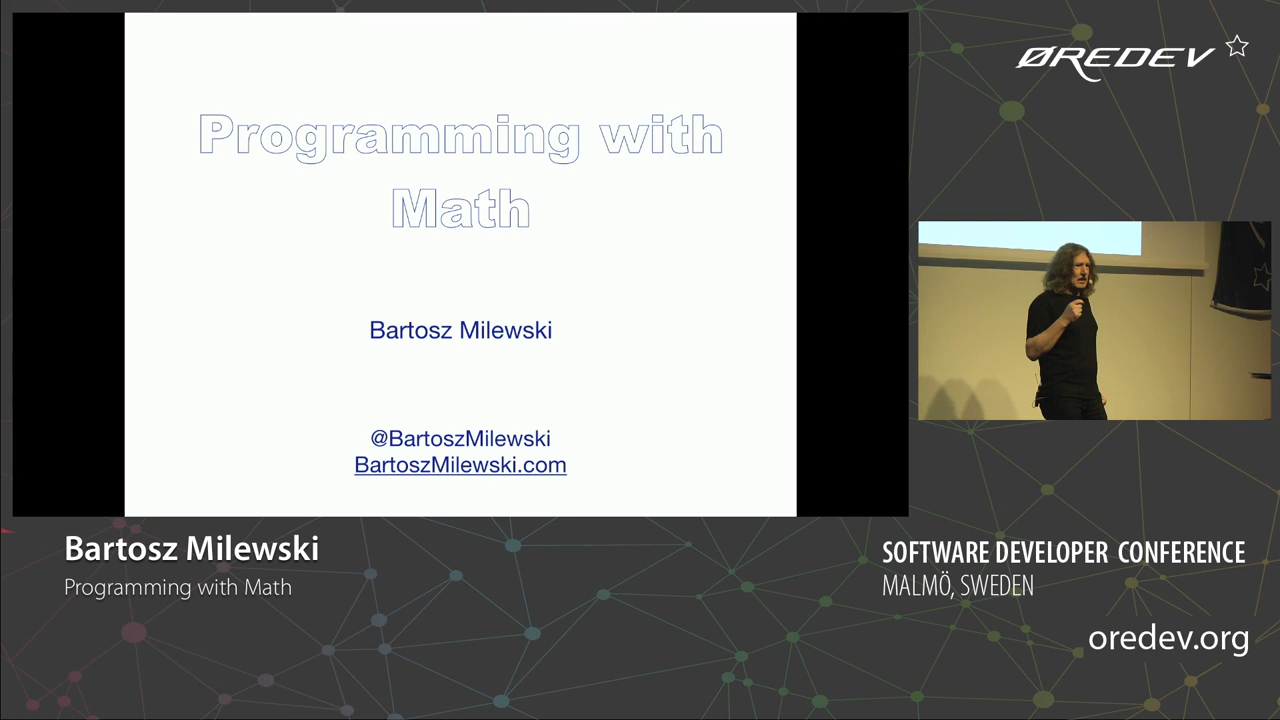 Programming with
Math
Bartosz Milewski
@BartoszMilewski
BartoszMilewski.com
ØREDEV
Bartosz Milewski
Programming with Math
SOFTWARE DEVELOPER CONFERENCE
MALMÖ, SWEDEN
oredev.org